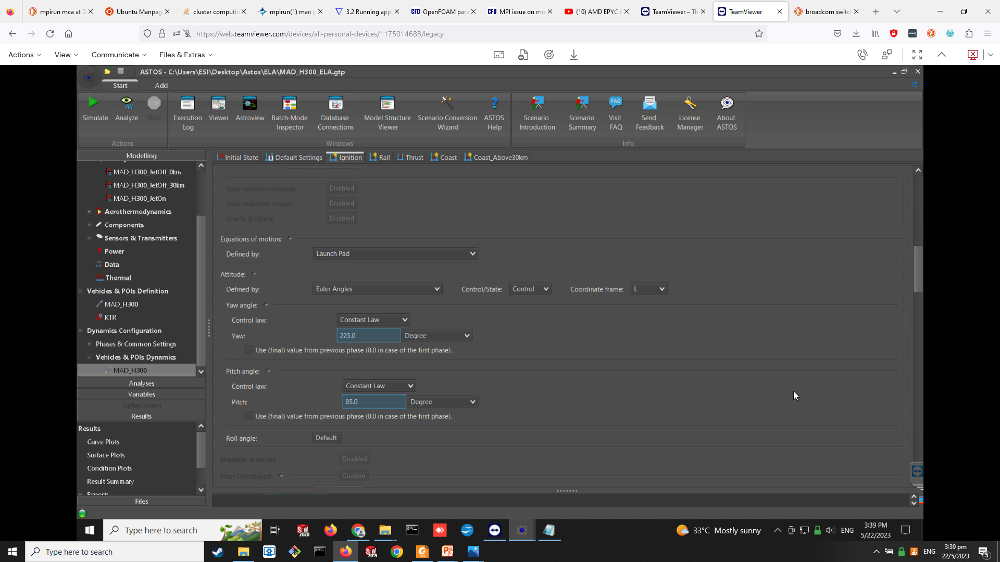 mpirun mca at D
Ubuntu Manpag
cluster computin
mpirun(1) man p
3.2 Running appl
CFD OpenFOAM para
CFD MPI issue on mu
(10) AMD EPYC (
TeamViewer – Th
TeamViewer
broadcom switc
https://web.teamviewer.com/devices/all-personal-devices/1175014683/legacy
Actions View Communicate Files & Extras
ASTOS - C:\Users\ESI\Desktop\Astos\ELA\MAD_H300_ELA.gtp
Start Add
Simulate
All
Analyze
STOP
Stop
Execution Log
Viewer
Astroview
Batch-Mode Inspector
Database Connections
Model Structure Viewer
Scenario Conversion Wizard
ASTOS Help
Scenario Introduction
Scenario Summary
FAQ
Visit FAQ
Send Feedback
License Manager
About ASTOS
Actions
Windows
Info
Modelling
MAD_H300_JetOff_0km
MAD_H300_JetOff_30km
MAD_H300_JetOn
Aerothermodynamics
Components
Sensors & Transmitters
Power
Data
Thermal
Vehicles & POIs Definition
MAD_H300
KTR
Dynamics Configuration
Phases & Common Settings
Vehicles & POIs Dynamics
MAD_H300
Analyses
Variables
Optimization
Results
Results
Curve Plots
Surface Plots
Condition Plots
Result Summary
Exports
Files
Initial State Default Settings Ignition Rail Thrust Coast Coast_Above30km
Solar radiation pressure: Disabled
Solar radiation torque: Disabled
Gravity gradient: Disabled
Equations of motion:
Defined by: Launch Pad
Attitude:
Defined by: Euler Angles Control/State: Control Coordinate frame: L
Yaw angle:
Control law: Constant Law
Yaw: 225.0 Degree
Use (final) value from previous phase (0.0 in case of the first phase).
Pitch angle:
Control law: Constant Law
Pitch: 85.0 Degree
Use (final) value from previous phase (0.0 in case of the first phase).
Roll angle: Default
Magnetic moment: Disabled
Mass Distribution: Custom
Type here to search
SW 2020
33°C Mostly sunny
ENG
3:39 PM
5/22/2023
Type here to search
SW 2019
ENG
3:39 pm
22/5/2023
5